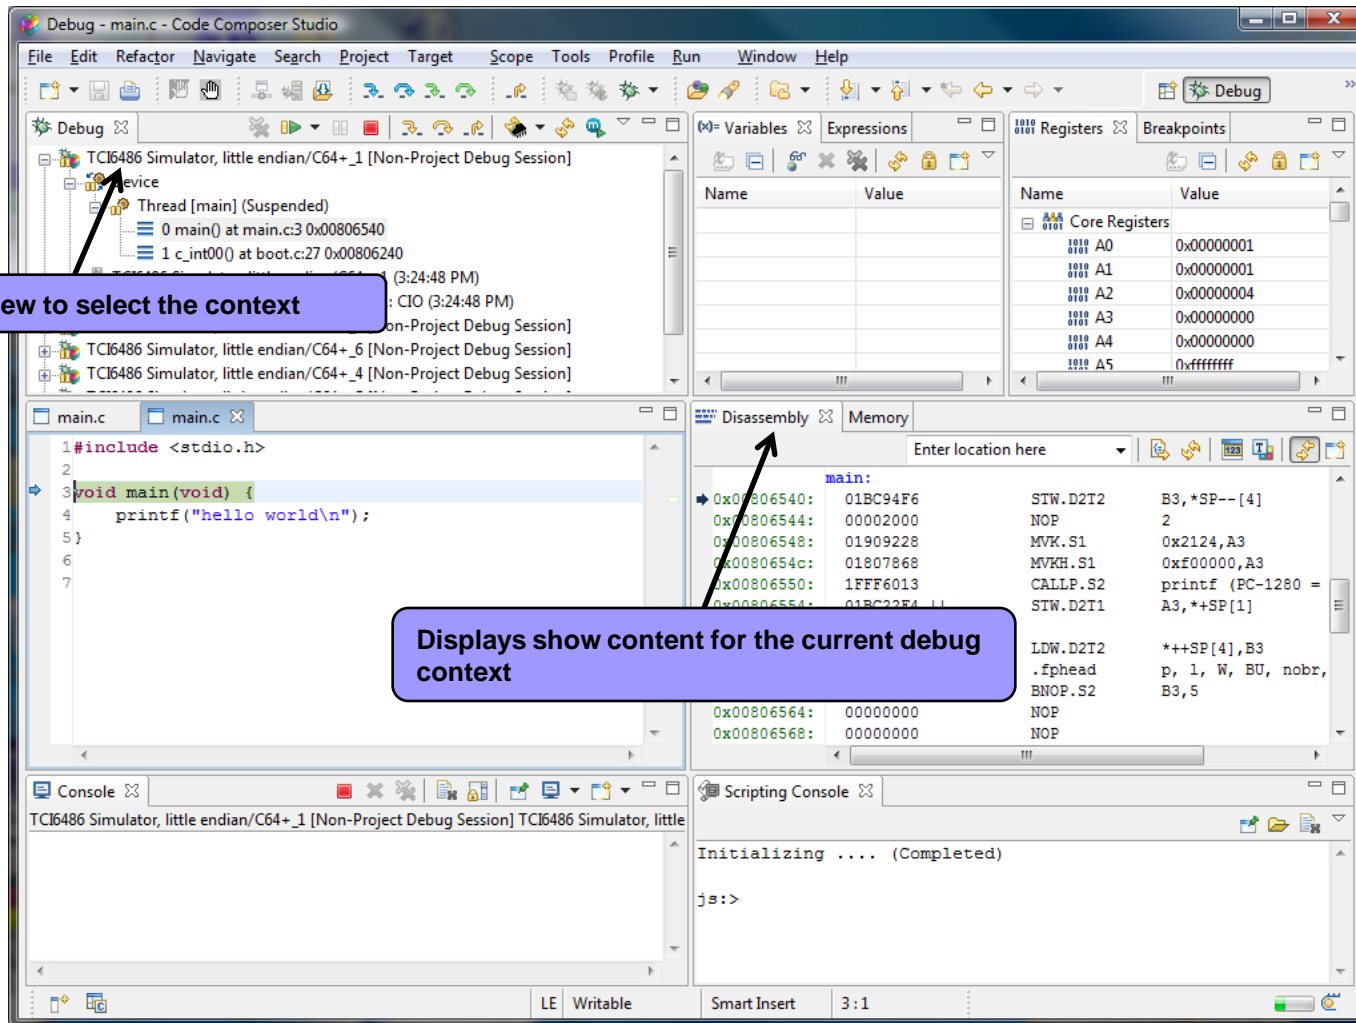 Debug - main.c - Code Composer Studio
File Edit Refactor Navigate Search Project Target Scope Tools Profile Run Window Help
Debug
Debug
TCI6486 Simulator, little endian/C64+_1 [Non-Project Debug Session]
Device
Thread [main] (Suspended)
0 main() at main.c:3 0x00806540
1 c_int00() at boot.c:27 0x00806240
(3:24:48 PM)
: CIO (3:24:48 PM)
ew to select the context
on-Project Debug Session]
TCI6486 Simulator, little endian/C64+_6 [Non-Project Debug Session]
TCI6486 Simulator, little endian/C64+_4 [Non-Project Debug Session]
(x)= Variables Expressions
Name Value
Registers Breakpoints
Name Value
Core Registers
A0 0x00000001
A1 0x00000001
A2 0x00000004
A3 0x00000000
A4 0x00000000
A5 0xffffffff
main.c main.c
1 #include <stdio.h>
2
3 void main(void) {
4 printf("hello world\n");
5 }
6
7
Disassembly Memory
Enter location here
main:
0x00806540: 01BC94F6 STW.D2T2 B3,*SP--[4]
0x00806544: 00002000 NOP 2
0x00806548: 01909228 MVK.S1 0x2124,A3
0x0080654c: 01807868 MVKH.S1 0xf00000,A3
0x00806550: 1FFF6013 CALLP.S2 printf (PC-1280 =
0x00806554: 01BC22F4 || STW.D2T1 A3,*+SP[1]
LDW.D2T2 *++SP[4],B3
.fphead p, l, W, BU, nobr,
BNOP.S2 B3,5
0x00806564: 00000000 NOP
0x00806568: 00000000 NOP
Displays show content for the current debug
context
Console
TCI6486 Simulator, little endian/C64+_1 [Non-Project Debug Session] TCI6486 Simulator, little
Scripting Console
Initializing .... (Completed)
js:>
LE Writable Smart Insert 3:1